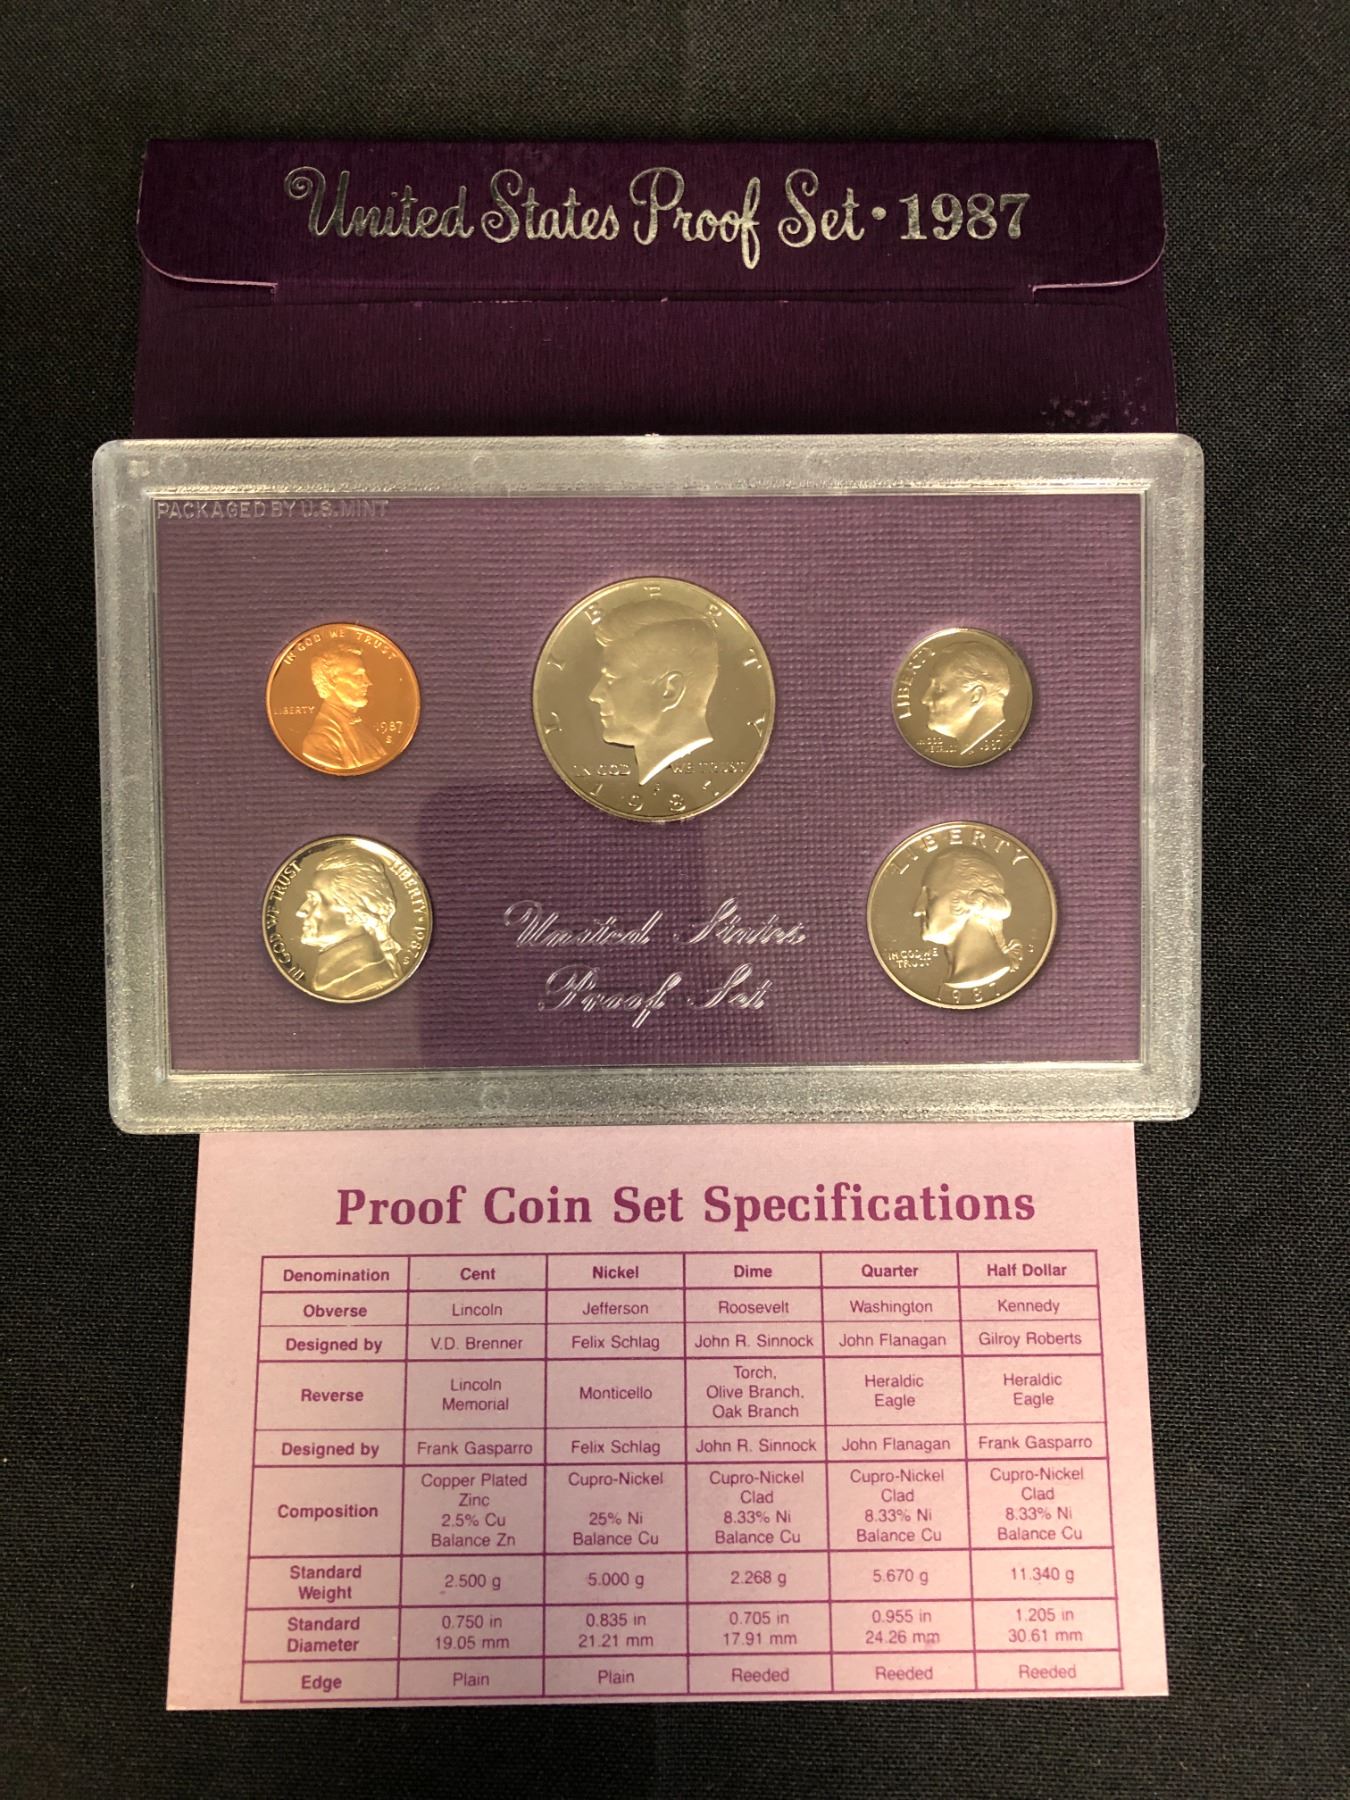 United States Proof Set • 1987
PACKAGED BY U.S. MINT
IN GOD WE TRUST
LIBERTY
1987
S
LIBERTY
IN GOD WE TRUST
1987
LIBERTY
IN GOD
WE TRUST
1987
IN GOD WE TRUST
LIBERTY • 1987
S
LIBERTY
IN GOD WE
TRUST
S
1987
United States
Proof Set
Proof Coin Set Specifications
Denomination Cent Nickel Dime Quarter Half Dollar
Obverse Lincoln Jefferson Roosevelt Washington Kennedy
Designed by V.D. Brenner Felix Schlag John R. Sinnock John Flanagan Gilroy Roberts
Reverse Lincoln Memorial Monticello Torch, Olive Branch, Oak Branch Heraldic Eagle Heraldic Eagle
Designed by Frank Gasparro Felix Schlag John R. Sinnock John Flanagan Frank Gasparro
Composition Copper Plated Zinc 2.5% Cu Balance Zn Cupro-Nickel 25% Ni Balance Cu Cupro-Nickel Clad 8.33% Ni Balance Cu Cupro-Nickel Clad 8.33% Ni Balance Cu Cupro-Nickel Clad 8.33% Ni Balance Cu
Standard Weight 2.500 g 5.000 g 2.268 g 5.670 g 11.340 g
Standard Diameter 0.750 in 19.05 mm 0.835 in 21.21 mm 0.705 in 17.91 mm 0.955 in 24.26 mm 1.205 in 30.61 mm
Edge Plain Plain Reeded Reeded Reeded